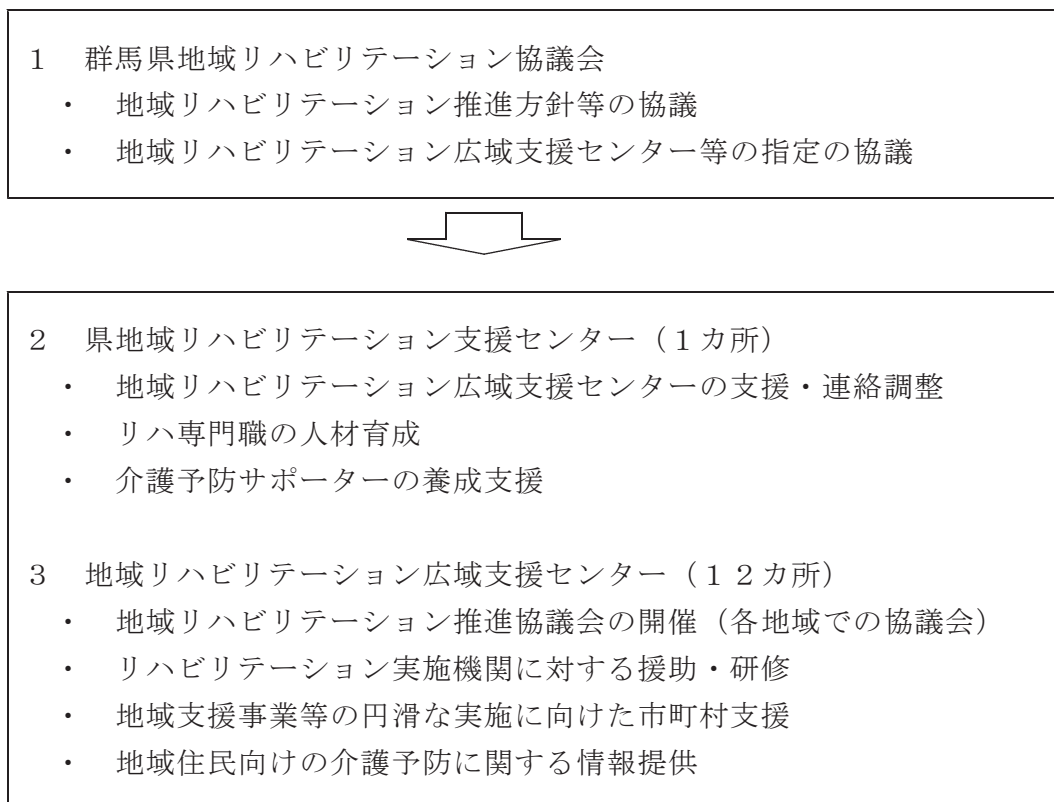 １　群馬県地域リハビリテーション協議会
・　地域リハビリテーション推進方針等の協議
・　地域リハビリテーション広域支援センター等の指定の協議
２　県地域リハビリテーション支援センター（１カ所）
・　地域リハビリテーション広域支援センターの支援・連絡調整
・　リハ専門職の人材育成
・　介護予防サポーターの養成支援
３　地域リハビリテーション広域支援センター（１２カ所）
・　地域リハビリテーション推進協議会の開催（各地域での協議会）
・　リハビリテーション実施機関に対する援助・研修
・　地域支援事業等の円滑な実施に向けた市町村支援
・　地域住民向けの介護予防に関する情報提供